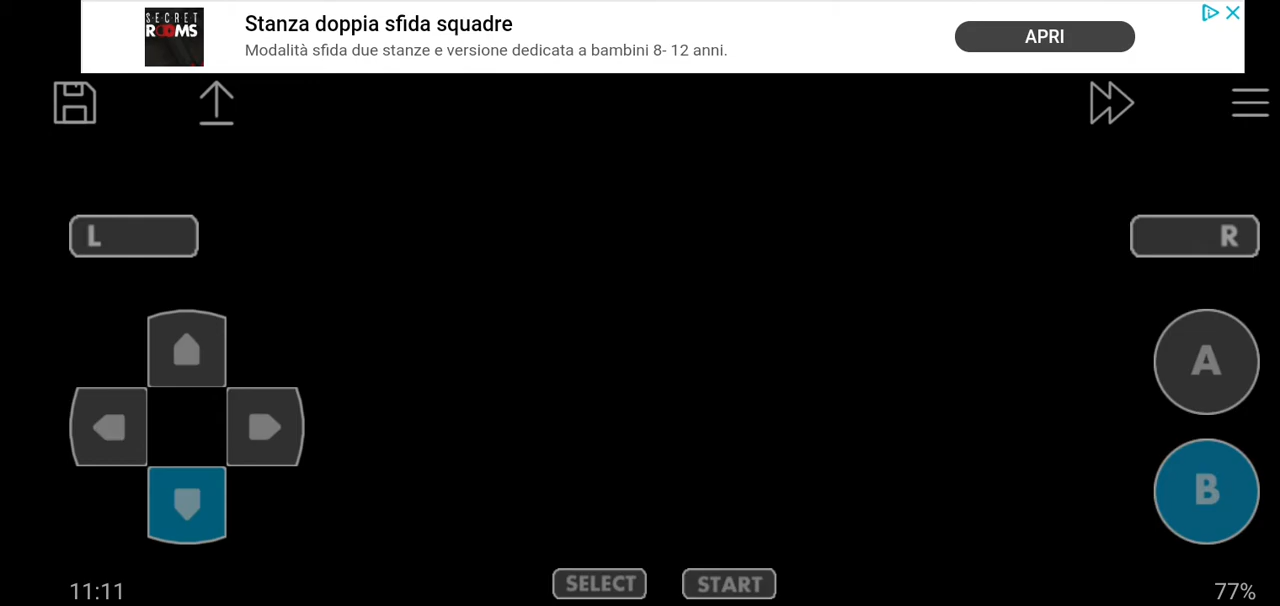 SECRET
ROOMS
Stanza doppia sfida squadre
Modalità sfida due stanze e versione dedicata a bambini 8- 12 anni.
APRI
L
R
A
B
SELECT
START
11:11
77%